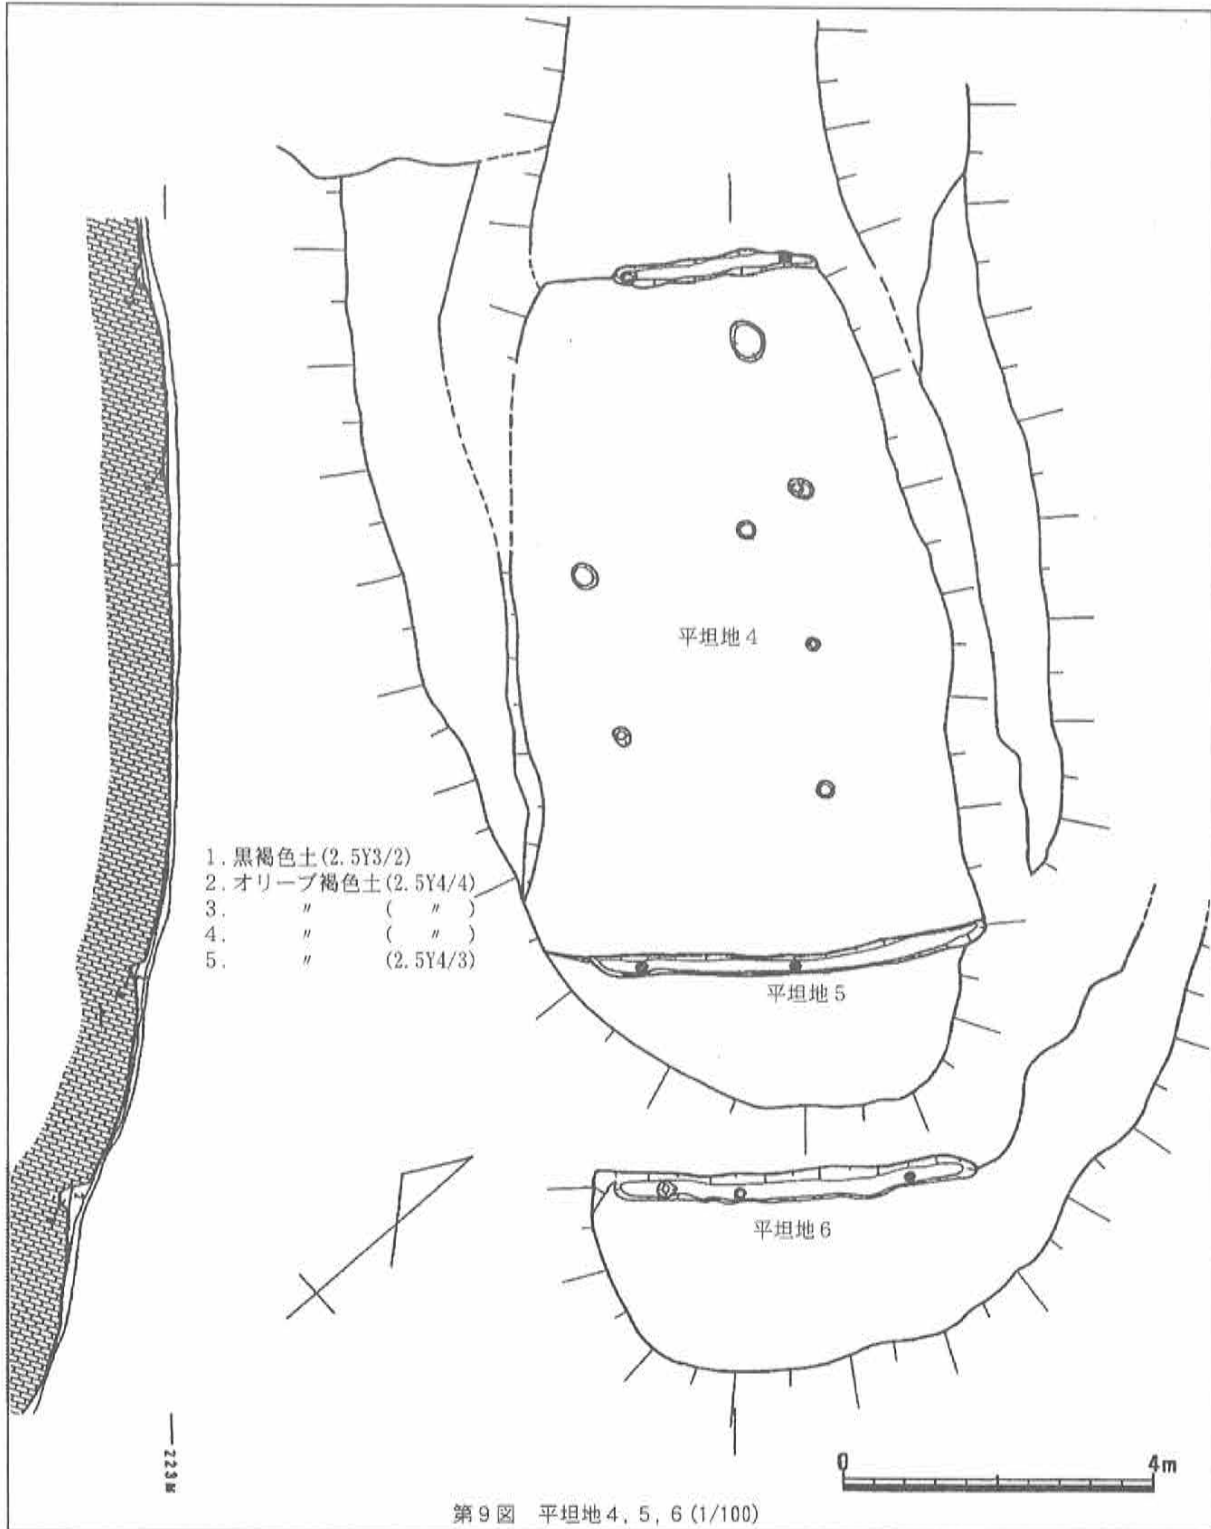 平坦地4
1.黒褐色土(2.5Y3/2)
2.オリーブ褐色土(2.5Y4/4)
3. 〃 ( 〃 )
4. 〃 ( 〃 )
5. 〃 (2.5Y4/3)
平坦地5
平坦地6
223M
0 4m
第9図 平坦地4, 5, 6 (1/100)